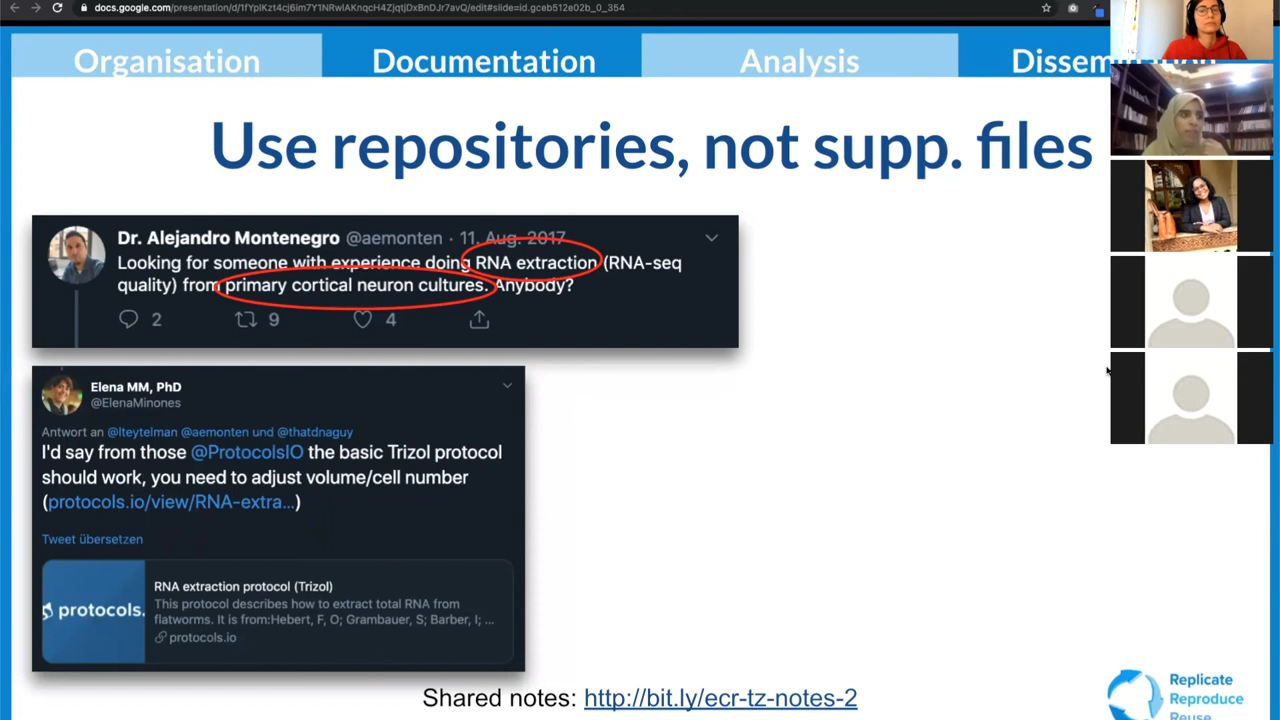 docs.google.com/presentation/d/1fYpIKzt4cj6im7Y1NRwIAKnqcH4ZjqtjDxBnDJr7avQ/edit#slide=id.gceb512e02b_0_354
Organisation
Documentation
Analysis
Use repositories, not supp. files
Dr. Alejandro Montenegro @aemonten · 11. Aug. 2017
Looking for someone with experience doing RNA extraction (RNA-seq
quality) from primary cortical neuron cultures. Anybody?
2 9 4
Elena MM, PhD
@ElenaMinones
Antwort an @lteytelman @aemonten und @thatdnaguy
I'd say from those @ProtocolsIO the basic Trizol protocol
should work, you need to adjust volume/cell number
(protocols.io/view/RNA-extra...)
Tweet übersetzen
protocols.
RNA extraction protocol (Trizol)
This protocol describes how to extract total RNA from
flatworms. It is from:Hebert, F, O; Grambauer, S; Barber, I; ...
protocols.io
Shared notes: http://bit.ly/ecr-tz-notes-2
Replicate
Reproduce
Reuse